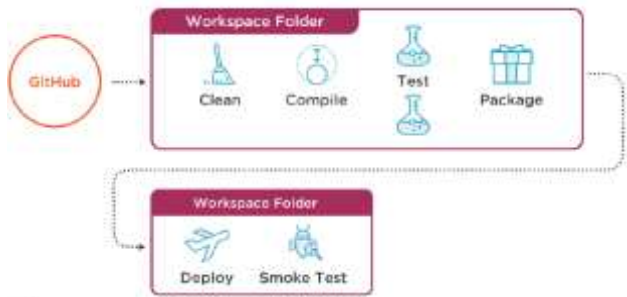 Workspace Folder
GitHub
Clean
Compile
Test
Package
Workspace Folder
Deploy
Smoke Test